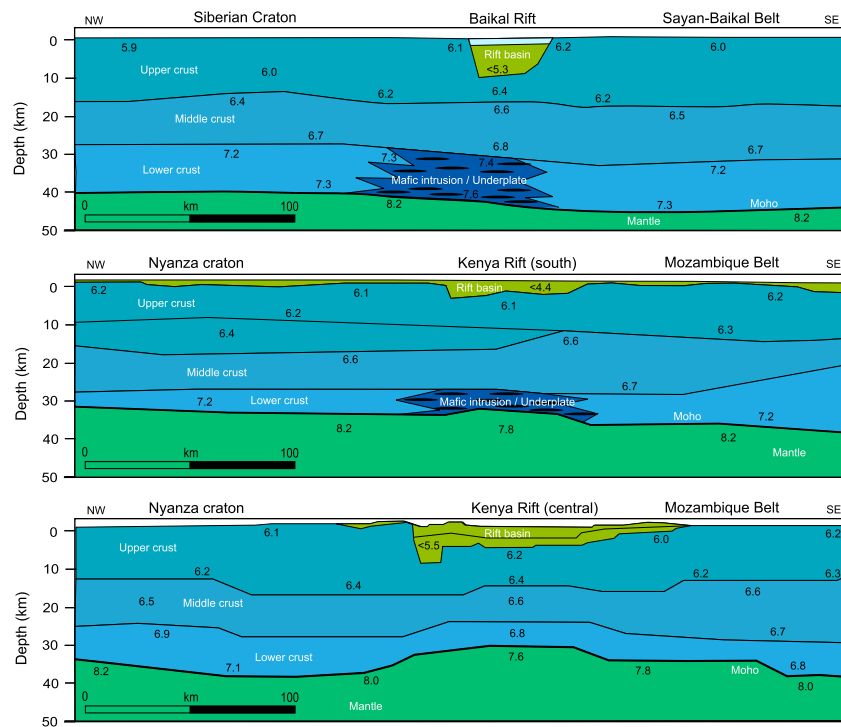 Siberian Craton Baikal Rift Sayan-Baikal Belt
NW SE
0 5.9 6.1 6.2 6.0
Rift basin
Upper crust 6.0 <5.3
10
6.2 6.4 6.2
6.4 6.6
Middle crust 6.5
20
6.7 6.8 6.7
30 7.2 7.3 7.4
Lower crust 7.2
7.3 Mafic intrusion / Underplate
40 7.6
0 km 100 8.2 7.3 Moho
Mantle 8.2
50
Depth (km)
Nyanza craton Kenya Rift (south) Mozambique Belt
NW SE
0 6.2 6.1 Rift basin <4.4 6.2
Upper crust 6.2 6.1
10
6.4 6.6 6.3
20 6.6
Middle crust 6.7
30 7.2 Lower crust Mafic intrusion / Underplate
Moho 7.2
40 8.2 7.8 8.2
0 km 100 Mantle
50
Depth (km)
Nyanza craton Kenya Rift (central) Mozambique Belt
NW SE
0 6.1 Rift basin 6.0 6.2
Upper crust <5.5 6.2
10
6.2 6.4 6.4 6.2 6.3
6.6
20 6.5 Middle crust 6.6
6.9 6.8 6.7
30
Lower crust 7.6
8.2 7.1 8.0 7.8 Moho 6.8
40 8.0
0 km 100
Mantle
50
Depth (km)